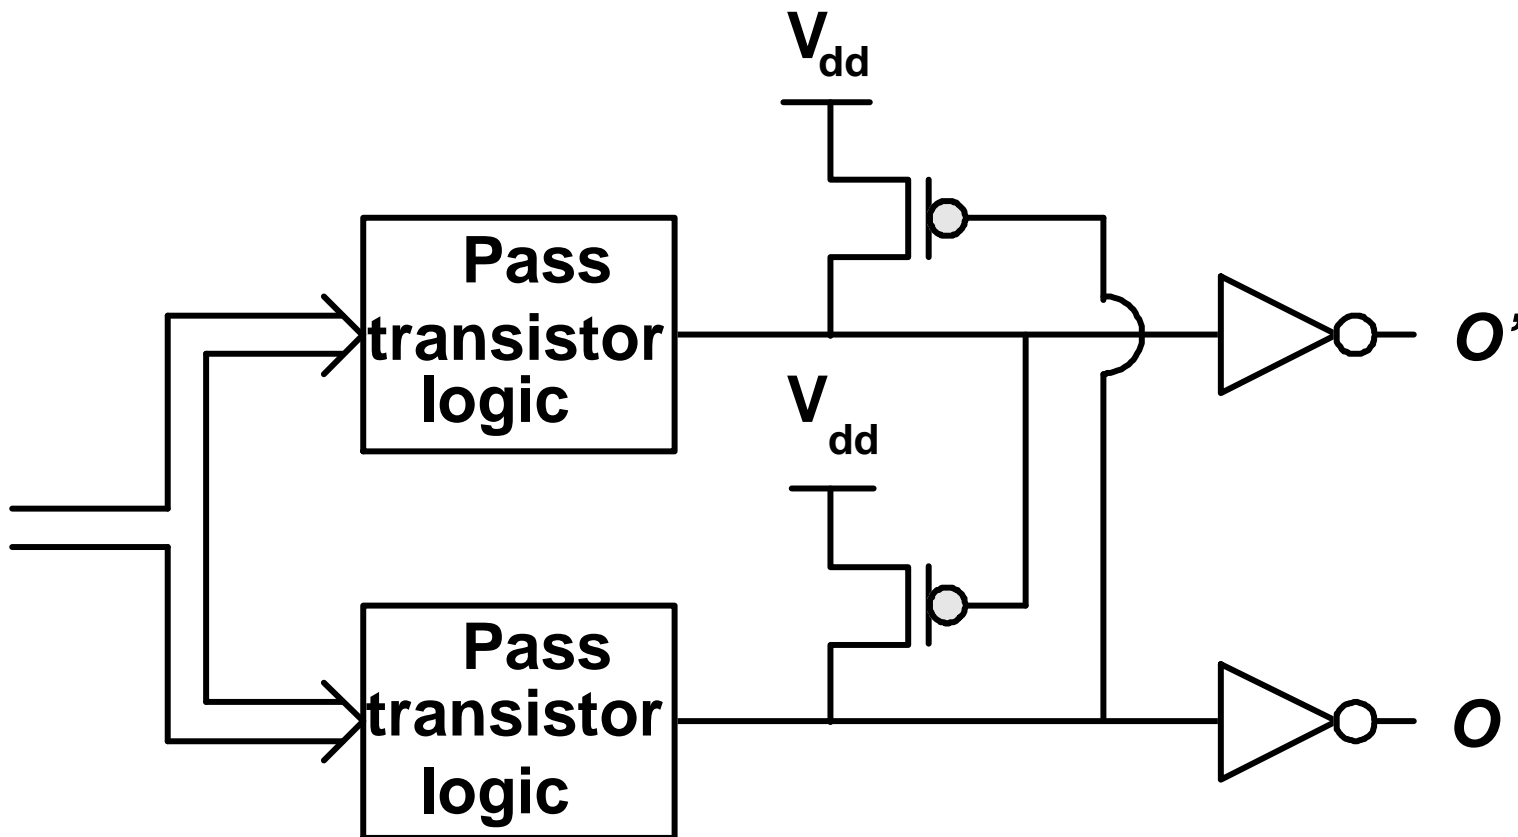 Vdd
Pass
transistor
logic
O’
Vdd
Pass
transistor
logic
O